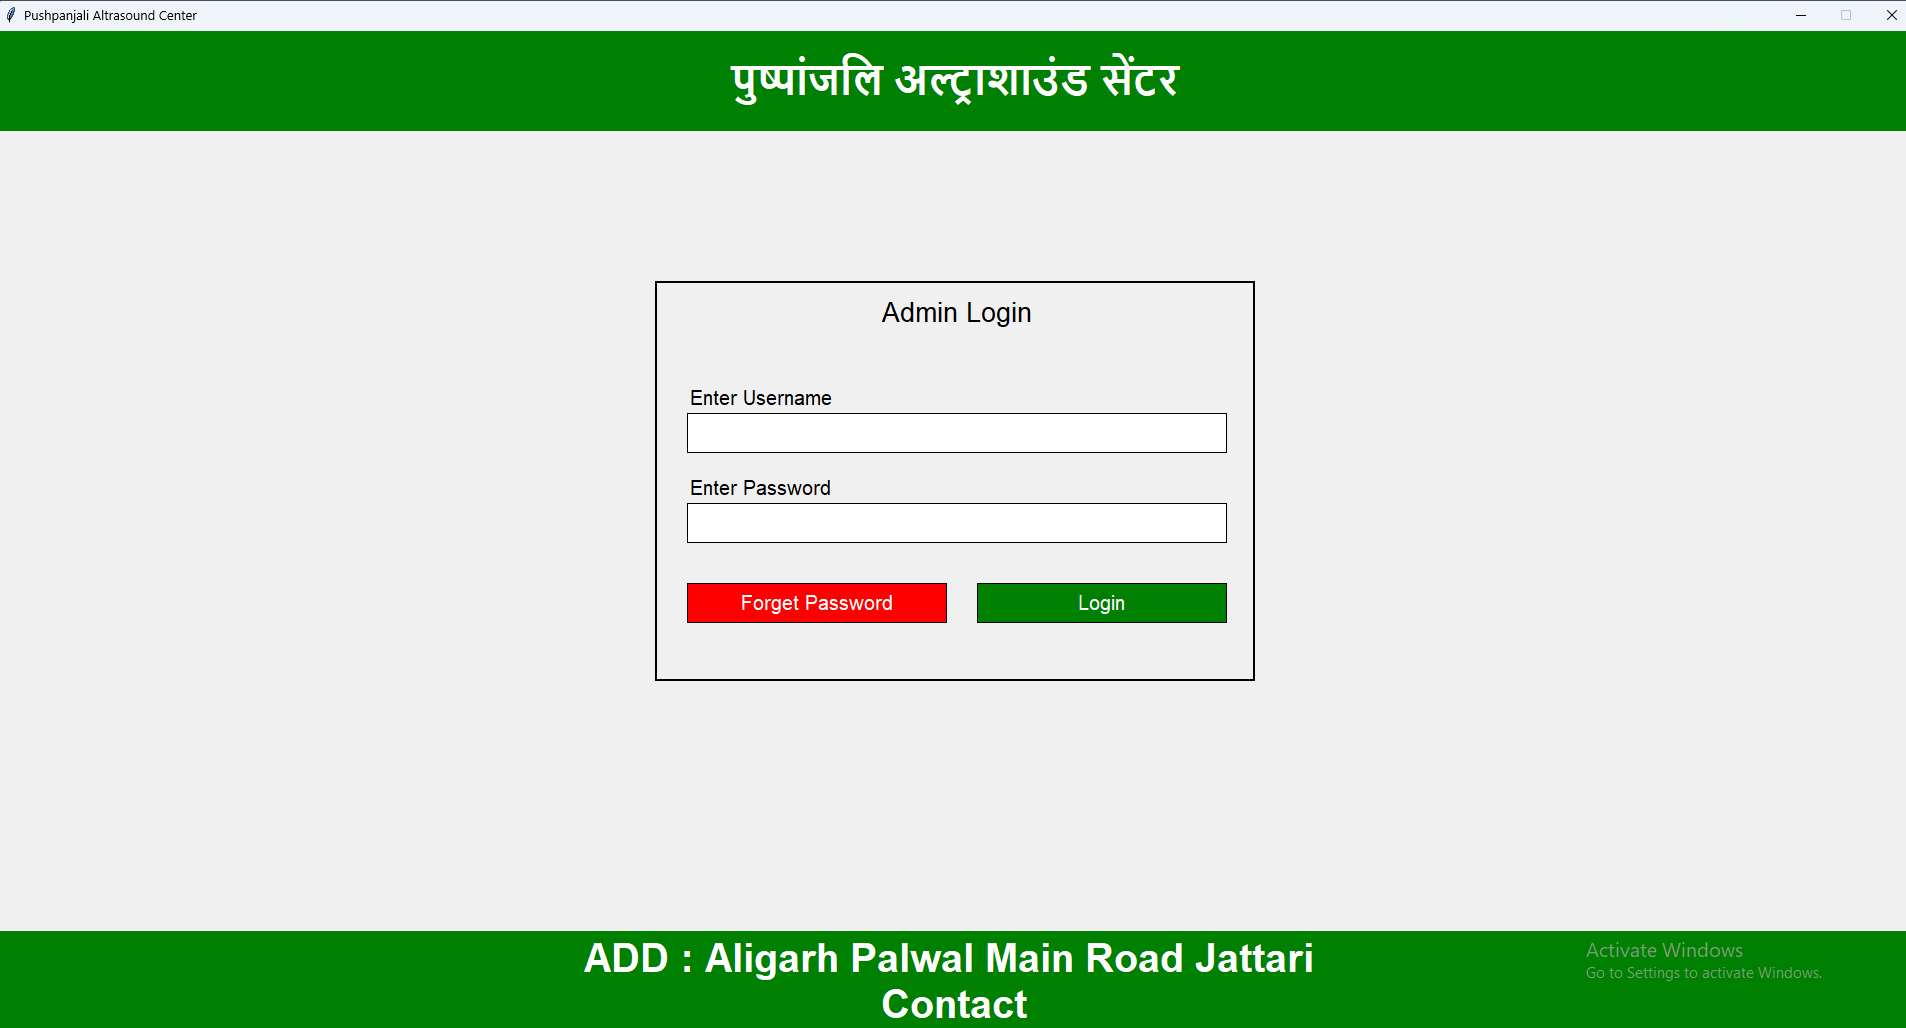 Pushpanjali Altrasound Center
पुष्पांजलि अल्ट्राशाउंड सेंटर
Admin Login
Enter Username
Enter Password
Forget Password
Login
ADD : Aligarh Palwal Main Road Jattari
Contact
Activate Windows
Go to Settings to activate Windows.